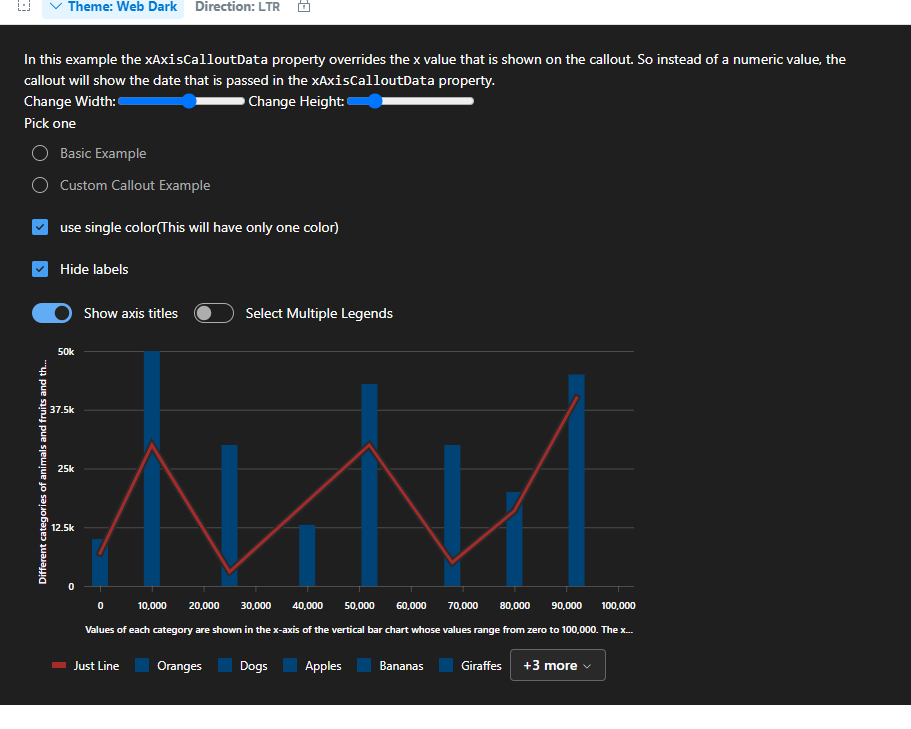 Theme: Web Dark Direction: LTR
In this example the xAxisCalloutData property overrides the x value that is shown on the callout. So instead of a numeric value, the
callout will show the date that is passed in the xAxisCalloutData property.
Change Width: Change Height:
Pick one
Basic Example
Custom Callout Example
use single color(This will have only one color)
Hide labels
Show axis titles Select Multiple Legends
Different categories of animals and fruits and th...
50k
37.5k
25k
12.5k
0
0 10,000 20,000 30,000 40,000 50,000 60,000 70,000 80,000 90,000 100,000
Values of each category are shown in the x-axis of the vertical bar chart whose values range from zero to 100,000. The x...
Just Line Oranges Dogs Apples Bananas Giraffes +3 more